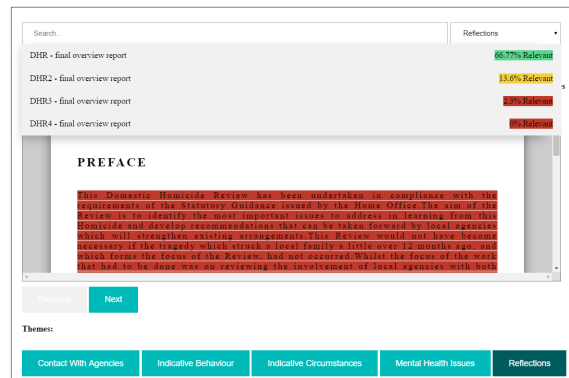 Search..
Reflections
DHR - final overview report
66.77% Relevant
DHR2 - final overview report
13.6% Relevant
DHR3 - final overview report
2.3% Relevant
DHR4 - final overview report
0% Relevant
PREFACE
This Domestic Homicide Review has been undertaken in compliance with the
requirements of the Statutory Guidance issued by the Home Office.The aim of the
Review is to identify the most important issues to address in learning from this
Homicide and develop recommendations that can be taken forward by local agencies
which will strengthen existing arrangements.This Review would not have become
necessary if the tragedy which struck a local family a little over 12 months ago, and
which forms the focus of the Review, had not occurred.Whilst the focus of the work
that had to be done was on reviewing the involvement of local agencies with both
Previous
Next
Themes:
Contact With Agencies
Indicative Behaviour
Indicative Circumstances
Mental Health Issues
Reflections